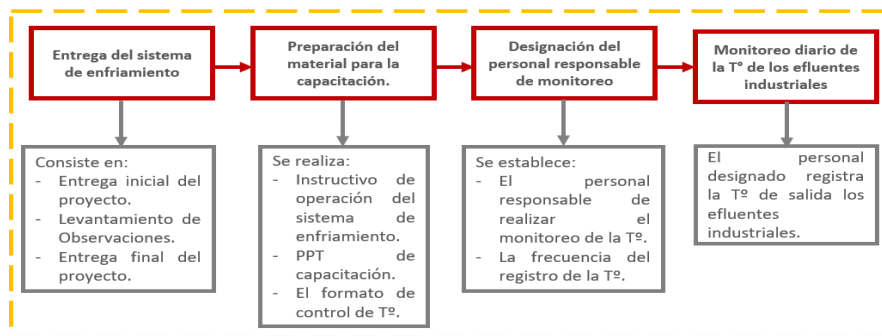 Entrega del sistema
de enfriamiento
Preparación del
material para la
capacitación.
Designación del
personal responsable
de monitoreo
Monitoreo diario de
la T° de los efluentes
industriales
Consiste en:
- Entrega inicial del
proyecto.
- Levantamiento de
Observaciones.
- Entrega final del
proyecto.
Se realiza:
- Instructivo de
operación del
sistema de
enfriamiento.
- PPT de
capacitación.
- El formato de
control de Tº.
Se establece:
- El personal
responsable de
realizar el
monitoreo de la Tº.
- La frecuencia del
registro de la Tº.
El personal
designado registra
la Tº de salida los
efluentes
industriales.